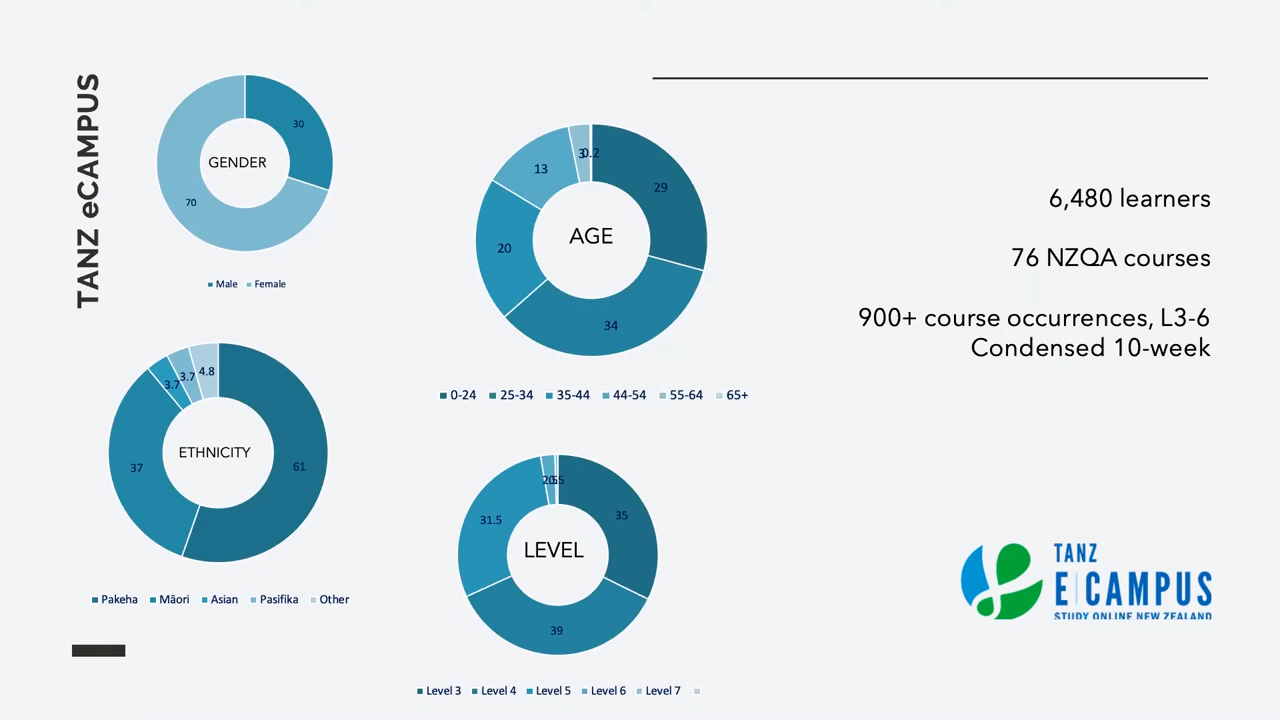 TANZ eCAMPUS
30
GENDER
70
Male Female
3.7
3.7
4.8
37
ETHNICITY
61
Pakeha Māori Asian Pasifika Other
13
3
0.2
29
20
AGE
34
0-24 25-34 35-44 44-54 55-64 65+
31.5
35
LEVEL
39
Level 3 Level 4 Level 5 Level 6 Level 7
6,480 learners
76 NZQA courses
900+ course occurrences, L3-6
Condensed 10-week
TANZ
E|CAMPUS
STUDY ONLINE NEW ZEALAND